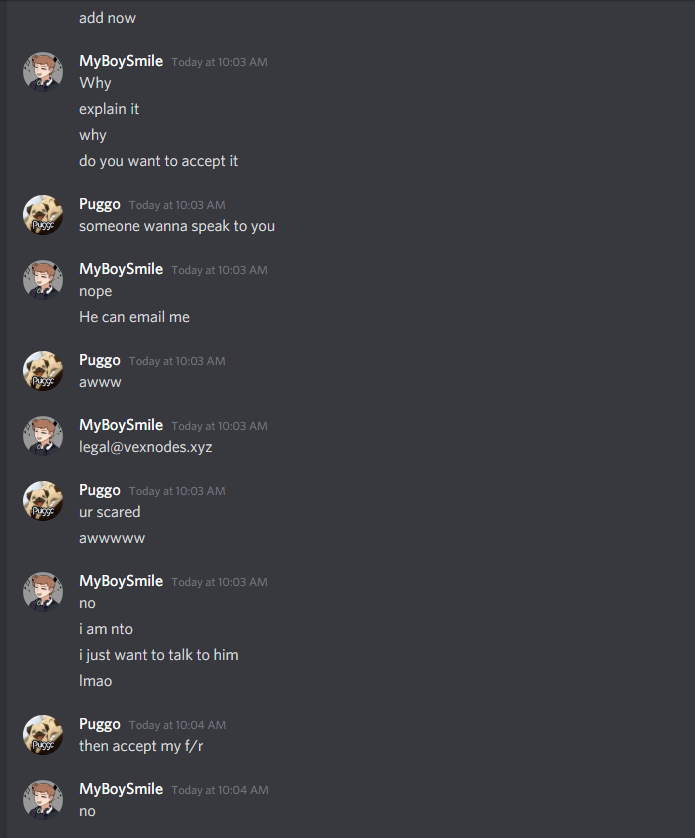 add now
MyBoySmile Today at 10:03 AM
Why
explain it
why
do you want to accept it
Puggo Today at 10:03 AM
someone wanna speak to you
MyBoySmile Today at 10:03 AM
nope
He can email me
Puggo Today at 10:03 AM
awww
MyBoySmile Today at 10:03 AM
legal@vexnodes.xyz
Puggo Today at 10:03 AM
ur scared
awwwww
MyBoySmile Today at 10:03 AM
no
i am nto
i just want to talk to him
lmao
Puggo Today at 10:04 AM
then accept my f/r
MyBoySmile Today at 10:04 AM
no